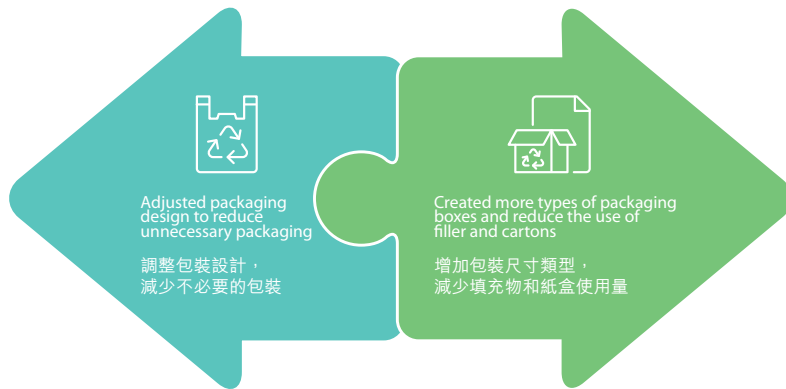 Adjusted packaging
design to reduce
unnecessary packaging
調整包裝設計，
減少不必要的包裝
Created more types of packaging
boxes and reduce the use of
filler and cartons
增加包裝尺寸類型，
減少填充物和紙盒使用量